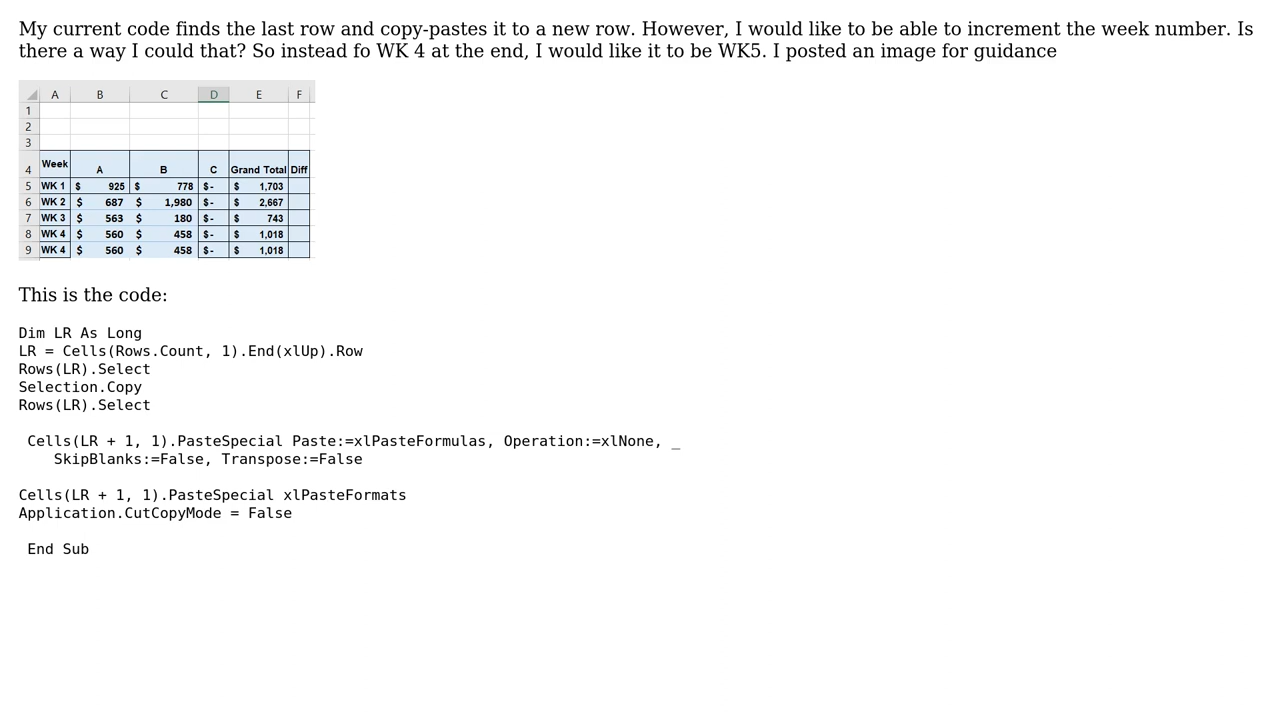 My current code finds the last row and copy-pastes it to a new row. However, I would like to be able to increment the week number. Is
there a way I could that? So instead fo WK 4 at the end, I would like it to be WK5. I posted an image for guidance
A B C D E F
1
2
3
4 Week A B C Grand Total Diff
5 WK 1 $ 925 $ 778 $- $ 1,703
6 WK 2 $ 687 $ 1,980 $- $ 2,667
7 WK 3 $ 563 $ 180 $- $ 743
8 WK 4 $ 560 $ 458 $- $ 1,018
9 WK 4 $ 560 $ 458 $- $ 1,018
This is the code:
Dim LR As Long
LR = Cells(Rows.Count, 1).End(xlUp).Row
Rows(LR).Select
Selection.Copy
Rows(LR).Select
Cells(LR + 1, 1).PasteSpecial Paste:=xlPasteFormulas, Operation:=xlNone, _
SkipBlanks:=False, Transpose:=False
Cells(LR + 1, 1).PasteSpecial xlPasteFormats
Application.CutCopyMode = False
End Sub